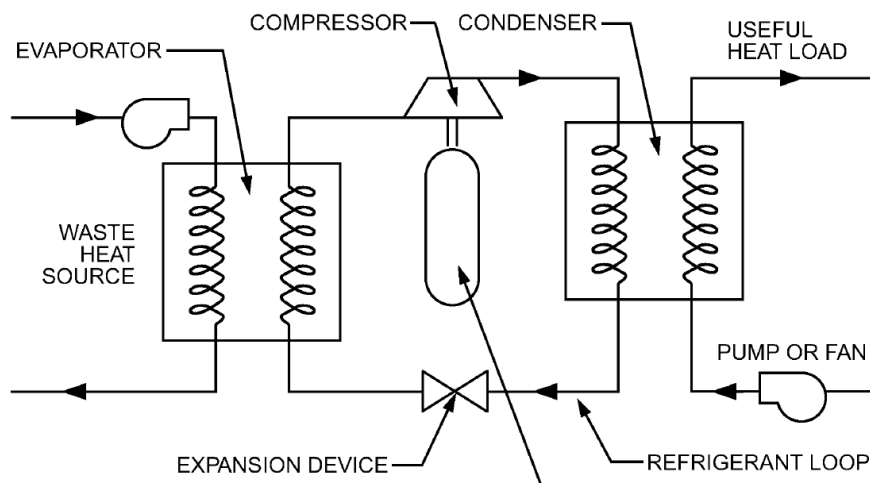 COMPRESSOR
CONDENSER
USEFUL
HEAT LOAD
EVAPORATOR
WASTE
HEAT
SOURCE
PUMP OR FAN
EXPANSION DEVICE
REFRIGERANT LOOP